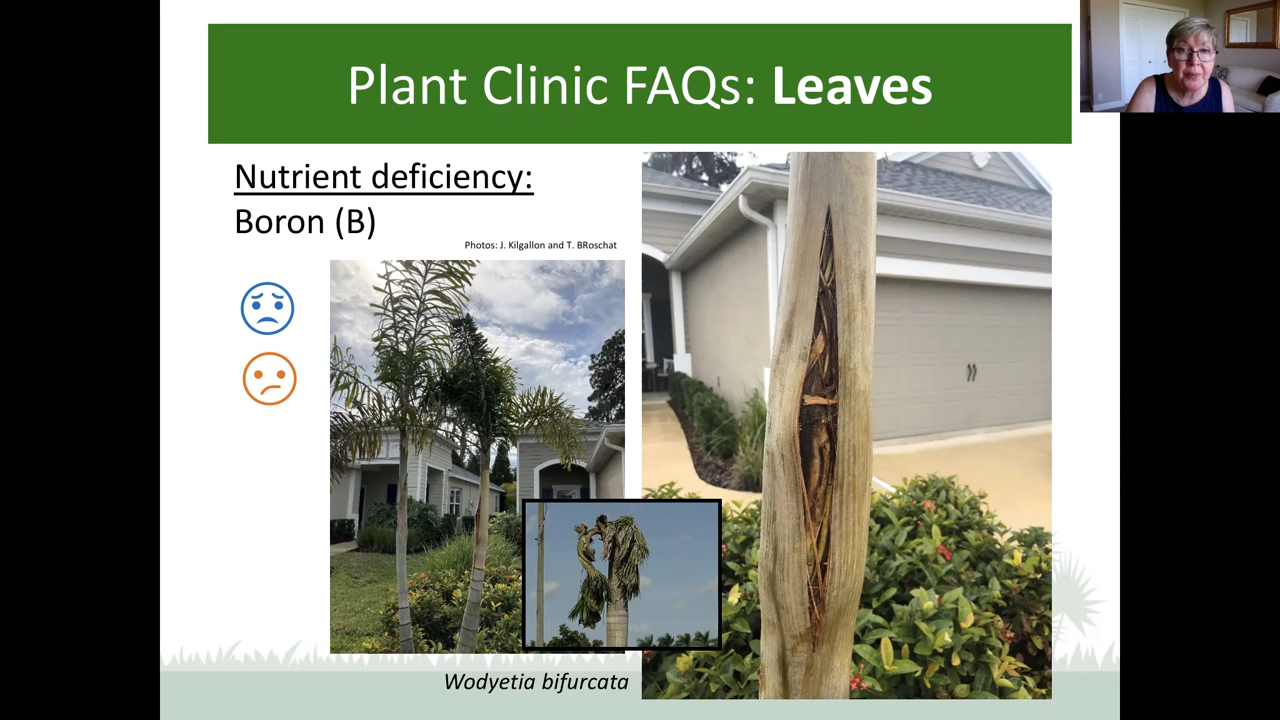 Plant Clinic FAQs: Leaves
Nutrient deficiency:
Boron (B)
Photos: J. Kilgallon and T. BRoschat
Wodyetia bifurcata